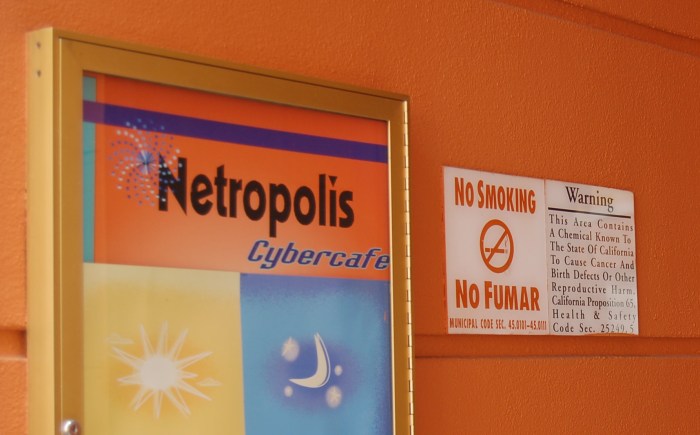 Netropolis
Cybercafe
NO SMOKING
NO FUMAR
MUNICIPAL CODE SEC. 45.0101-45.0111
Warning
This Area Contains
A Chemical Known To
The State Of California
To Cause Cancer And
Birth Defects Or Other
Reproductive Harm.
California Proposition 65,
Health & Safety
Code Sec. 25249.5